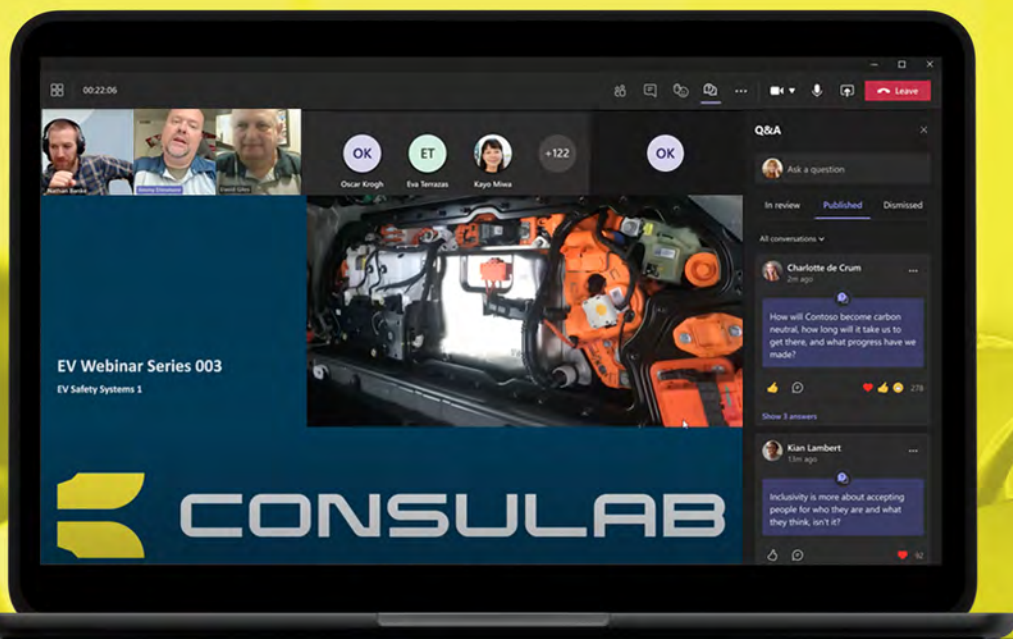 00:22:06
Leave
Nathan Banke
David Giles
OK
ET
+122
OK
Oscar Krogh
Eva Terrazas
Kayo Miwa
Q&A
Ask a question
In review
Published
Dismissed
All conversations
Charlotte de Crum
2m ago
How will Contoso become carbon
neutral, how long will it take us to
get there, and what progress have we
made?
278
Show 3 answers
Kian Lambert
13m ago
Inclusivity is more about accepting
people for who they are and what
they think, isn't it?
92
EV Webinar Series 003
EV Safety Systems 1
CONSULAB